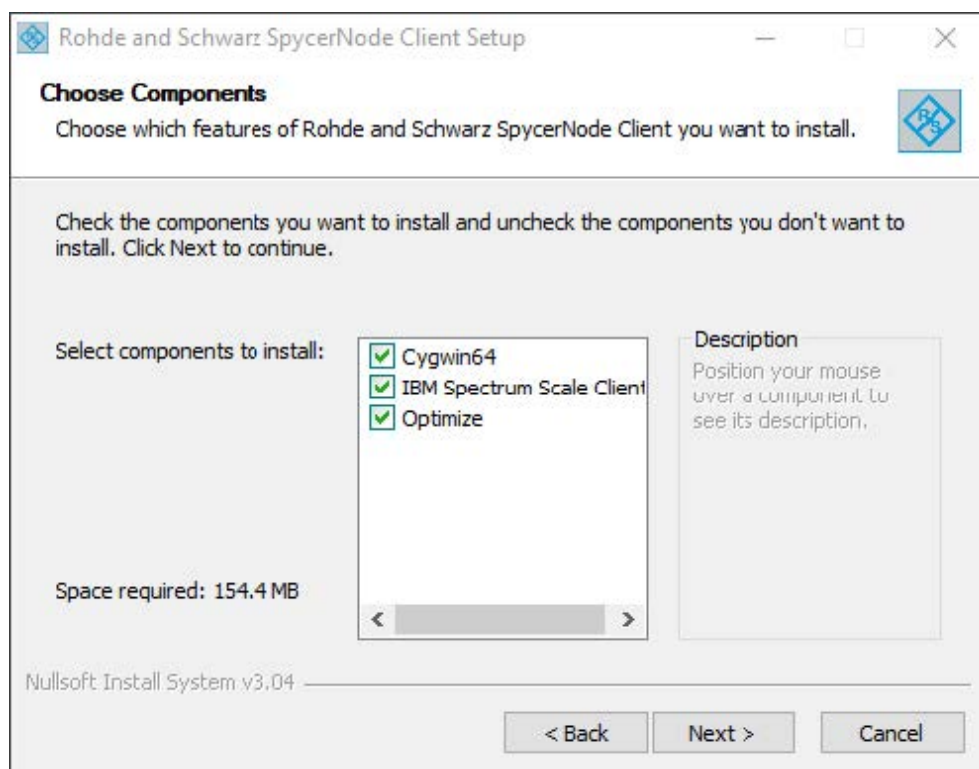 Rohde and Schwarz SpycerNode Client Setup
Choose Components
Choose which features of Rohde and Schwarz SpycerNode Client you want to install.
R
S
Check the components you want to install and uncheck the components you don't want to
install. Click Next to continue.
Select components to install:
Cygwin64
IBM Spectrum Scale Client
Optimize
Description
Position your mouse
over a component to
see its description.
Space required: 154.4 MB
Nullsoft Install System v3.04
< Back
Next >
Cancel